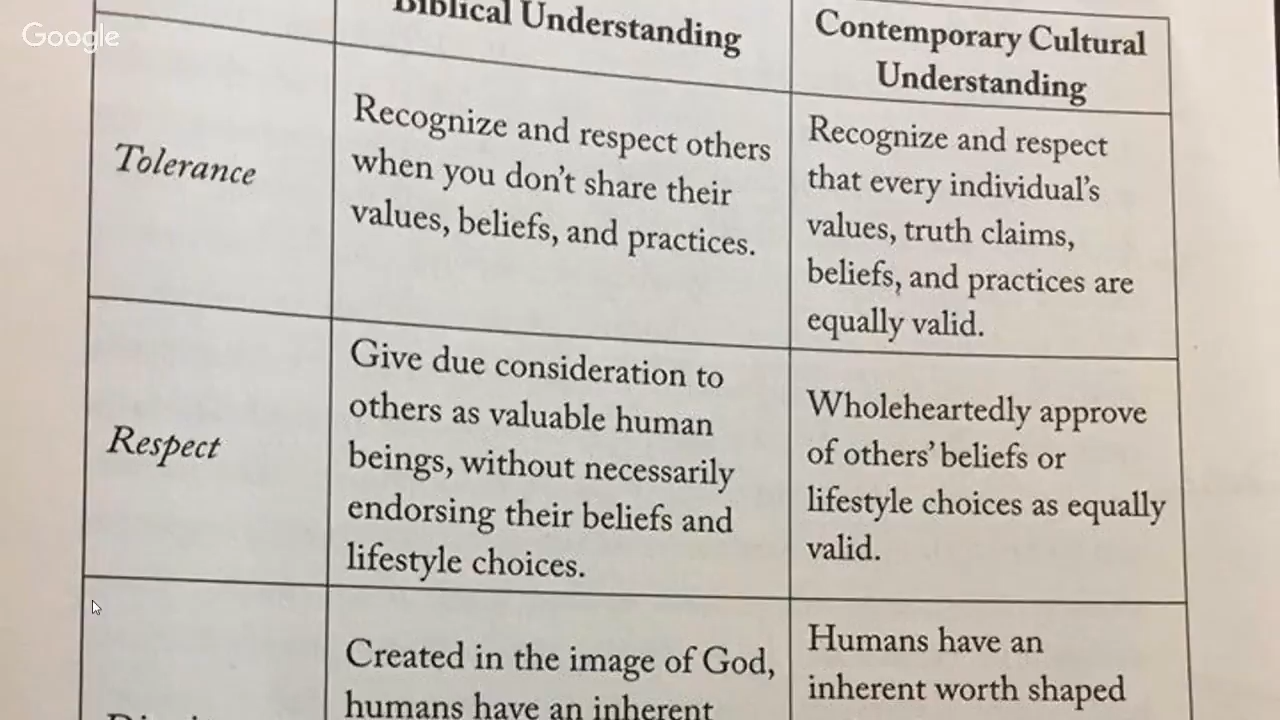 Google
Biblical Understanding
Contemporary Cultural
Understanding
Tolerance
Recognize and respect others
when you don't share their
values, beliefs, and practices.
Recognize and respect
that every individual's
values, truth claims,
beliefs, and practices are
equally valid.
Respect
Give due consideration to
others as valuable human
beings, without necessarily
endorsing their beliefs and
lifestyle choices.
Wholeheartedly approve
of others' beliefs or
lifestyle choices as equally
valid.
Created in the image of God,
humans have an inherent
Humans have an
inherent worth shaped